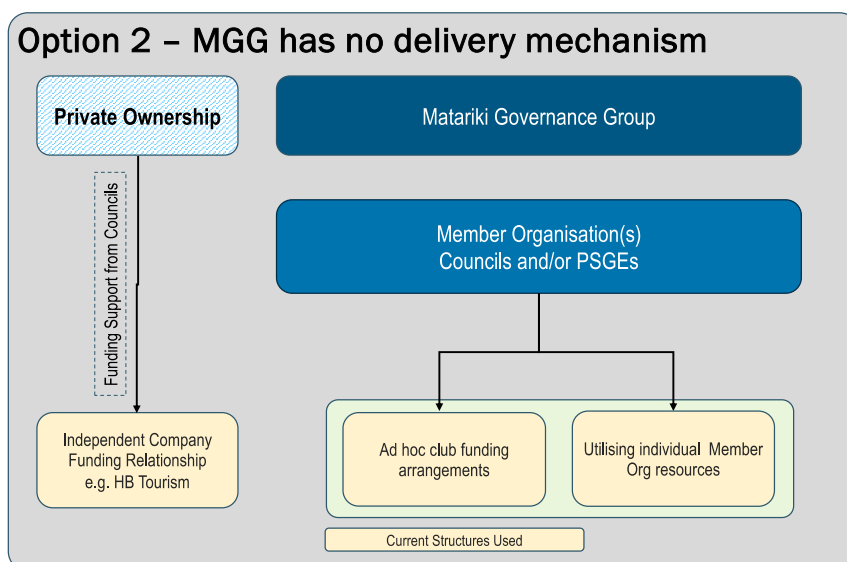 Option 2 – MGG has no delivery mechanism
Private Ownership
Matariki Governance Group
Funding Support from Councils
Member Organisation(s)
Councils and/or PSGEs
Independent Company
Funding Relationship
e.g. HB Tourism
Ad hoc club funding
arrangements
Utilising individual Member
Org resources
Current Structures Used